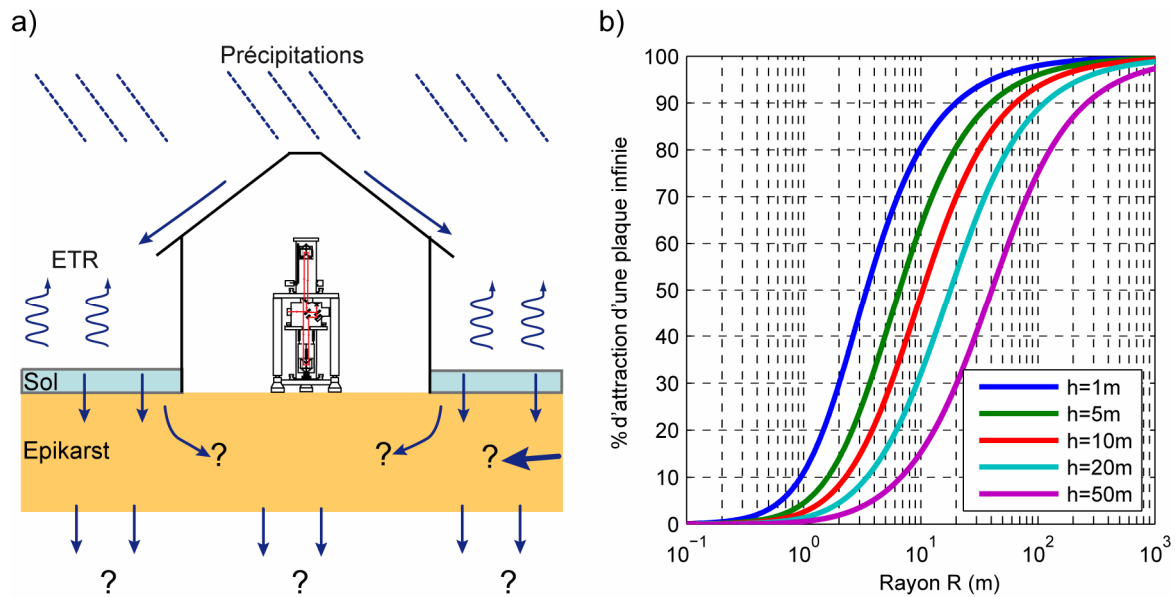 a)
Précipitations
ETR
Sol
Epikarst
?
?
?
?
?
?
b)
% d'attraction d'une plaque infinie
100
90
80
70
60
50
40
30
20
10
0
h=1m
h=5m
h=10m
h=20m
h=50m
10⁻¹ 10⁰ 10¹ 10² 10³
Rayon R (m)